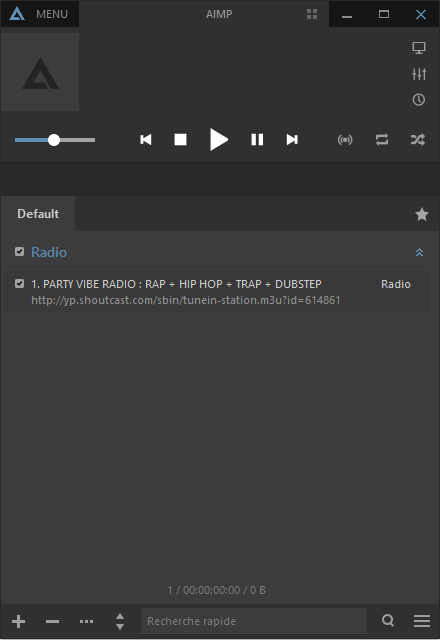 MENU
AIMP
Default
Radio
1. PARTY VIBE RADIO : RAP + HIP HOP + TRAP + DUBSTEP Radio
http://yp.shoutcast.com/sbin/tunein-station.m3u?id=614861
1 / 00:00:00:00 / 0 B
Recherche rapide